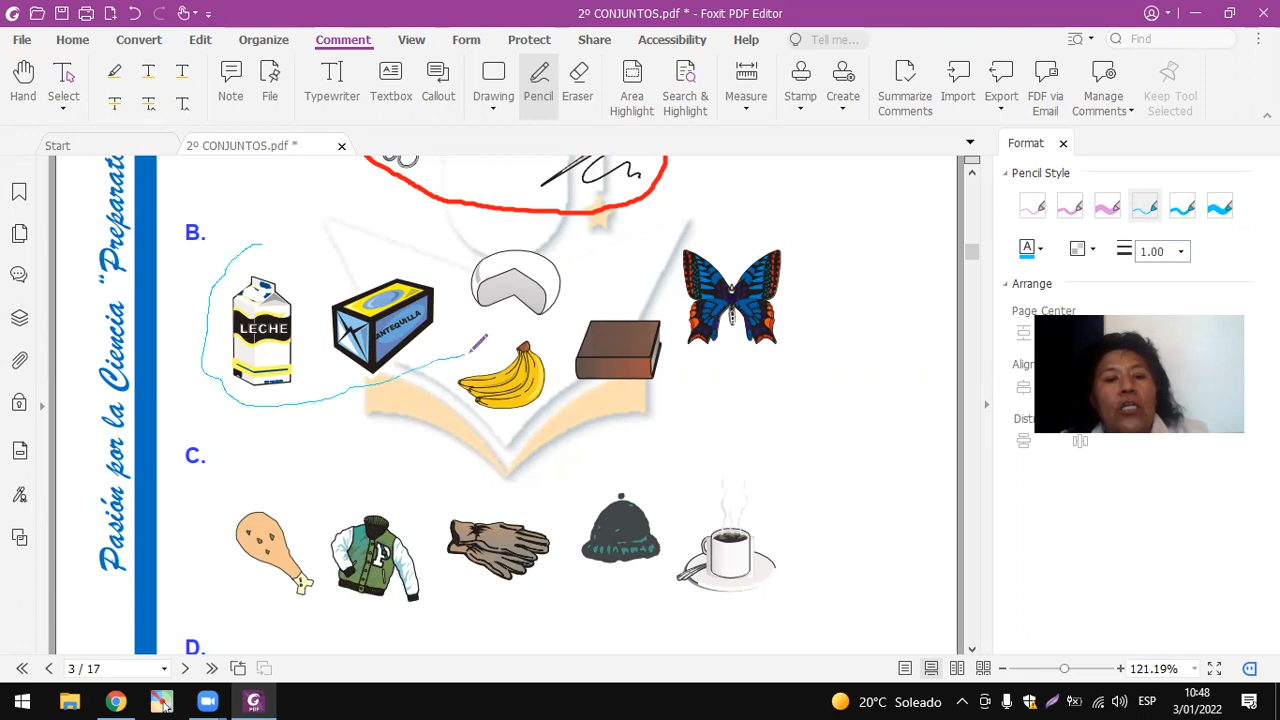 2º CONJUNTOS.pdf * - Foxit PDF Editor
File Home Convert Edit Organize Comment View Form Protect Share Accessibility Help Tell me... Find
Hand Select Note File Typewriter Textbox Callout Drawing Pencil Eraser Area Highlight Search & Highlight Measure Stamp Create Summarize Comments Import Export FDF via Email Manage Comments Keep Tool Selected
Start 2º CONJUNTOS.pdf *
Format
Pencil Style
1.00
Arrange
Page Center
Align
Distr
Pasión por la Ciencia "Preparat
B.
LECHE
ANTEQUILLA
C.
P
D.
3 / 17
121.19%
PDF
20°C Soleado
ESP
10:48
3/01/2022